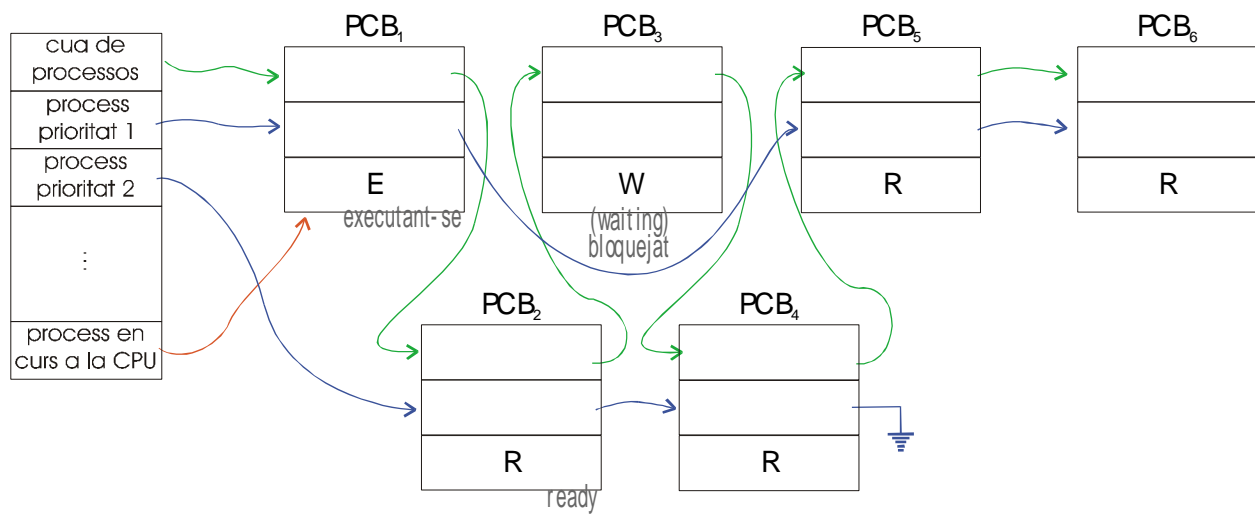 PCB1
PCB3
PCB5
PCB6
cua de
processos
process
prioritat 1
process
prioritat 2
...
process en
curs a la CPU
E
executant-se
W
(waiting)
bloquejat
R
R
PCB2
PCB4
R
ready
R